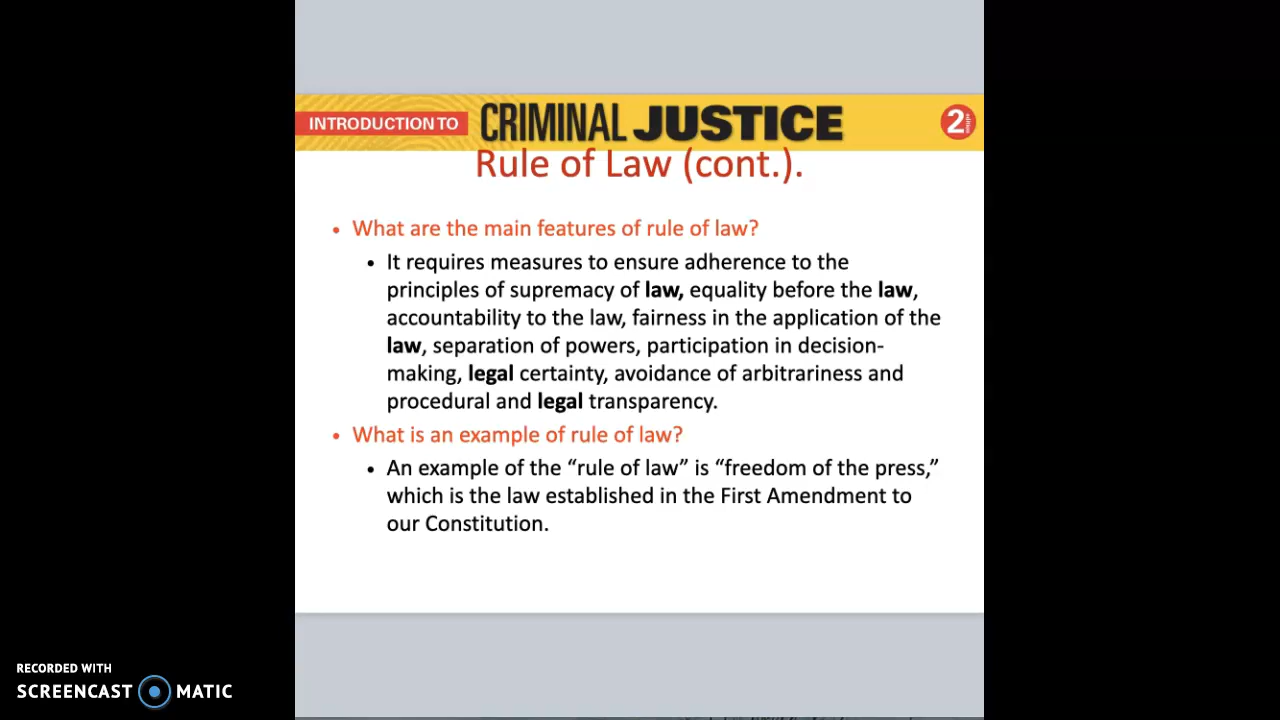 INTRODUCTION TO CRIMINAL JUSTICE 2 edition
Rule of Law (cont.).
• What are the main features of rule of law?
• It requires measures to ensure adherence to the
principles of supremacy of law, equality before the law,
accountability to the law, fairness in the application of the
law, separation of powers, participation in decision-
making, legal certainty, avoidance of arbitrariness and
procedural and legal transparency.
• What is an example of rule of law?
• An example of the “rule of law” is “freedom of the press,”
which is the law established in the First Amendment to
our Constitution.
RECORDED WITH
SCREENCAST MATIC